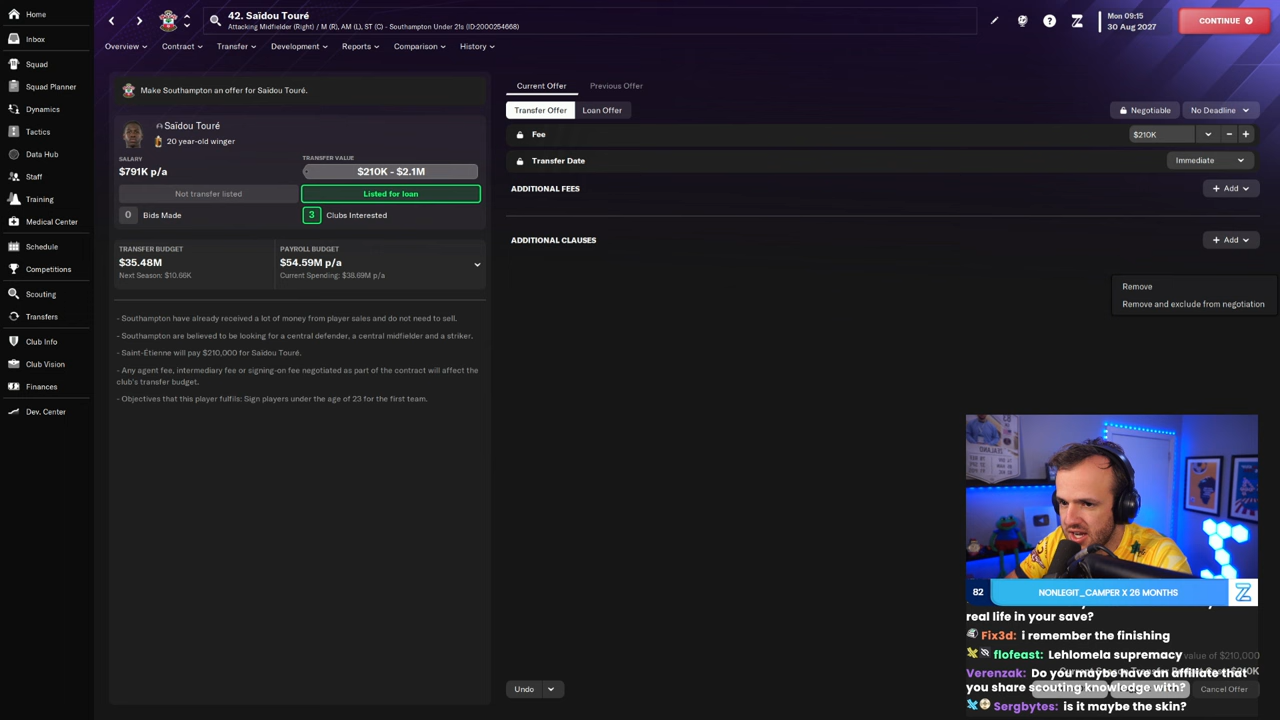 Home
Inbox
Squad
Squad Planner
Dynamics
Tactics
Data Hub
Staff
Training
Medical Center
Schedule
Competitions
Scouting
Transfers
Club Info
Club Vision
Finances
Dev. Center
42. Saïdou Touré
Attacking Midfielder (Right) / M (R), AM (L), ST (C) - Southampton Under 21s (ID:2000254668)
Mon 09:15
30 Aug 2027
CONTINUE
Overview
Contract
Transfer
Development
Reports
Comparison
History
Make Southampton an offer for Saïdou Touré.
Saïdou Touré
20 year-old winger
SALARY
$791K p/a
TRANSFER VALUE
$210K - $2.1M
Not transfer listed
Listed for loan
0 Bids Made
3 Clubs Interested
TRANSFER BUDGET
$35.48M
Next Season: $10.66K
PAYROLL BUDGET
$54.59M p/a
Current Spending: $38.69M p/a
- Southampton have already received a lot of money from player sales and do not need to sell.
- Southampton are believed to be looking for a central defender, a central midfielder and a striker.
- Saint-Étienne will pay $210,000 for Saïdou Touré.
- Any agent fee, intermediary fee or signing-on fee negotiated as part of the contract will affect the
club's transfer budget.
- Objectives that this player fulfils: Sign players under the age of 23 for the first team.
Current Offer
Previous Offer
Transfer Offer
Loan Offer
Negotiable
No Deadline
Fee
$210K
Transfer Date
Immediate
ADDITIONAL FEES
+ Add
ADDITIONAL CLAUSES
+ Add
Remove
Remove and exclude from negotiation
82
NONLEGIT_CAMPER X 26 MONTHS
real life in your save?
Fix3d: i remember the finishing
flofeast: Lehlomela supremacy
value of $210,000
Verenzak: Do you maybe have an affiliate that
you share scouting knowledge with?
Sergbytes: is it maybe the skin?
Undo
Cancel Offer